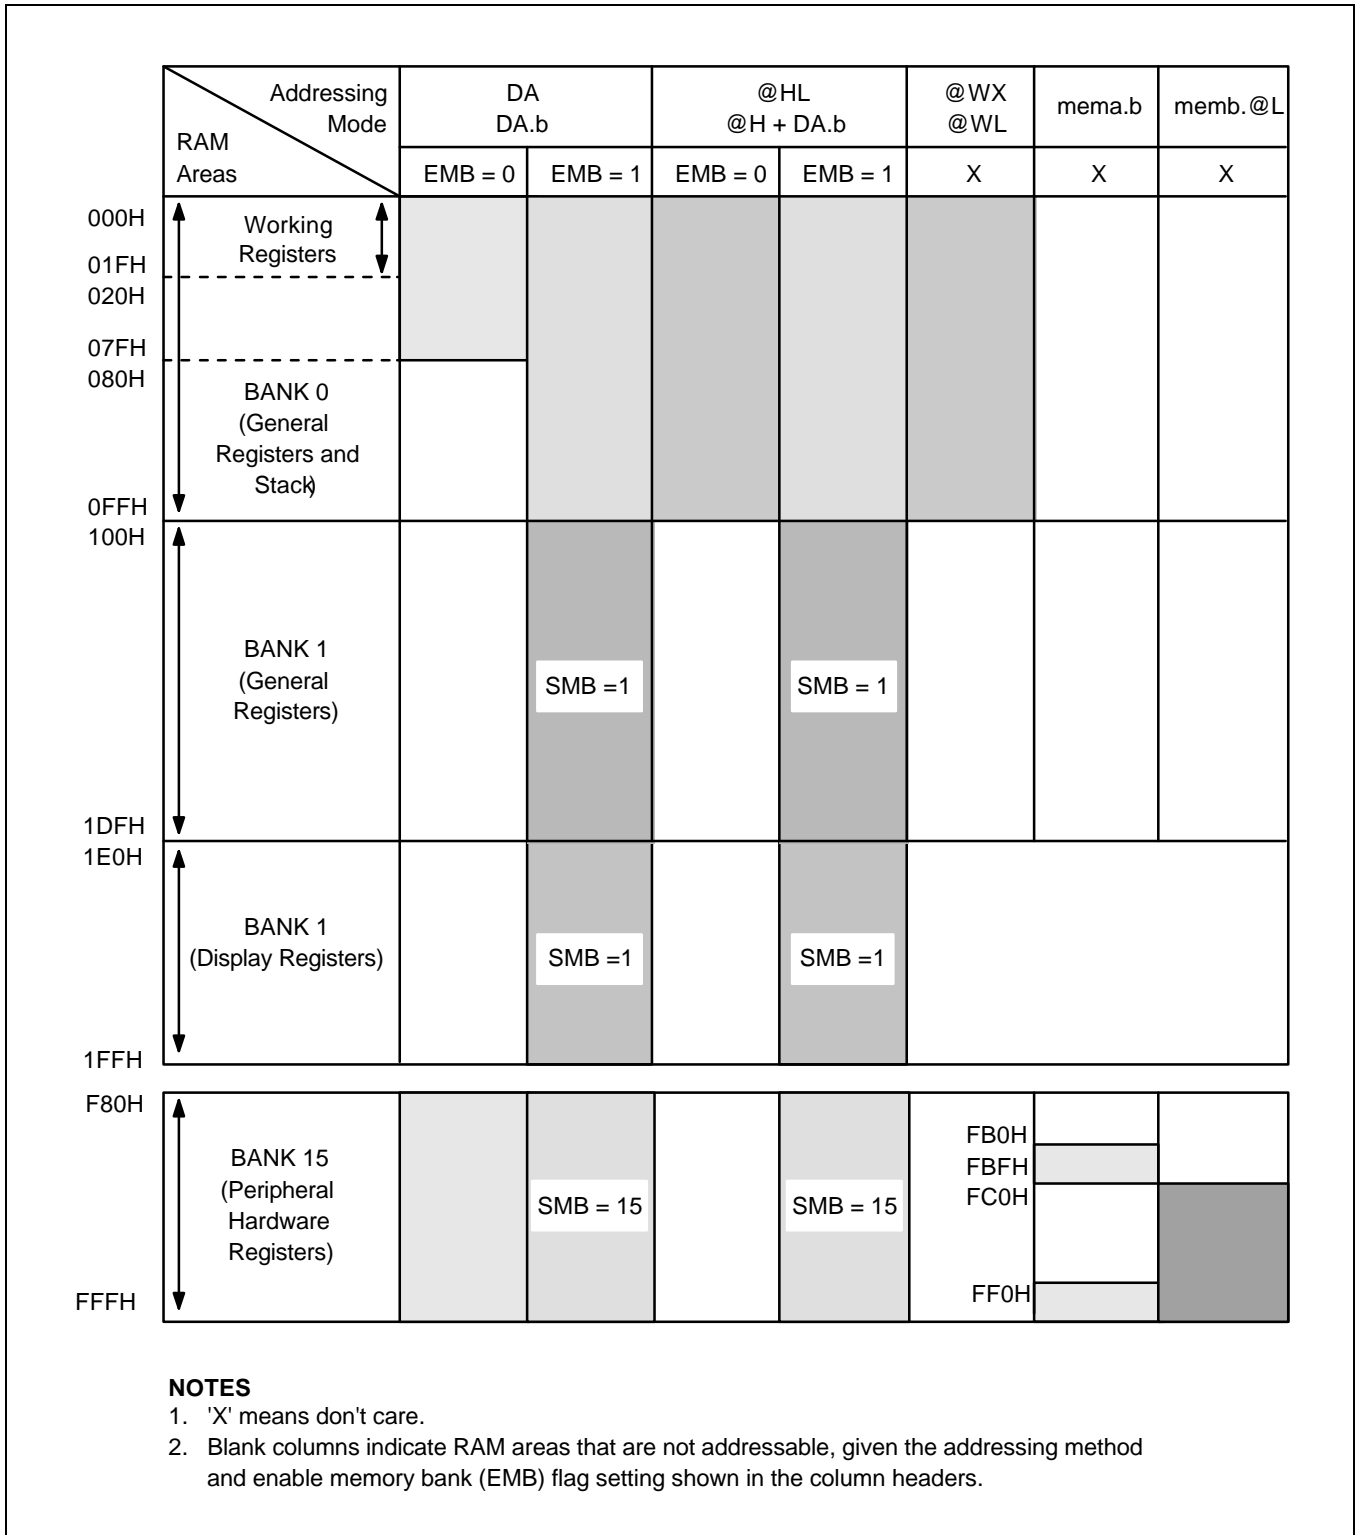 Addressing
Mode
RAM
Areas
DA
DA.b
@HL
@H + DA.b
@WX
@WL
mema.b
memb.@L
EMB = 0
EMB = 1
EMB = 0
EMB = 1
X
X
X
000H
Working
Registers
01FH
020H
07FH
080H
BANK 0
(General
Registers and
Stack)
0FFH
100H
BANK 1
(General
Registers)
SMB =1
SMB = 1
1DFH
1E0H
BANK 1
(Display Registers)
SMB =1
SMB =1
1FFH
F80H
BANK 15
(Peripheral
Hardware
Registers)
SMB = 15
SMB = 15
FB0H
FBFH
FC0H
FF0H
FFFH
NOTES
1. 'X' means don't care.
2. Blank columns indicate RAM areas that are not addressable, given the addressing method
and enable memory bank (EMB) flag setting shown in the column headers.